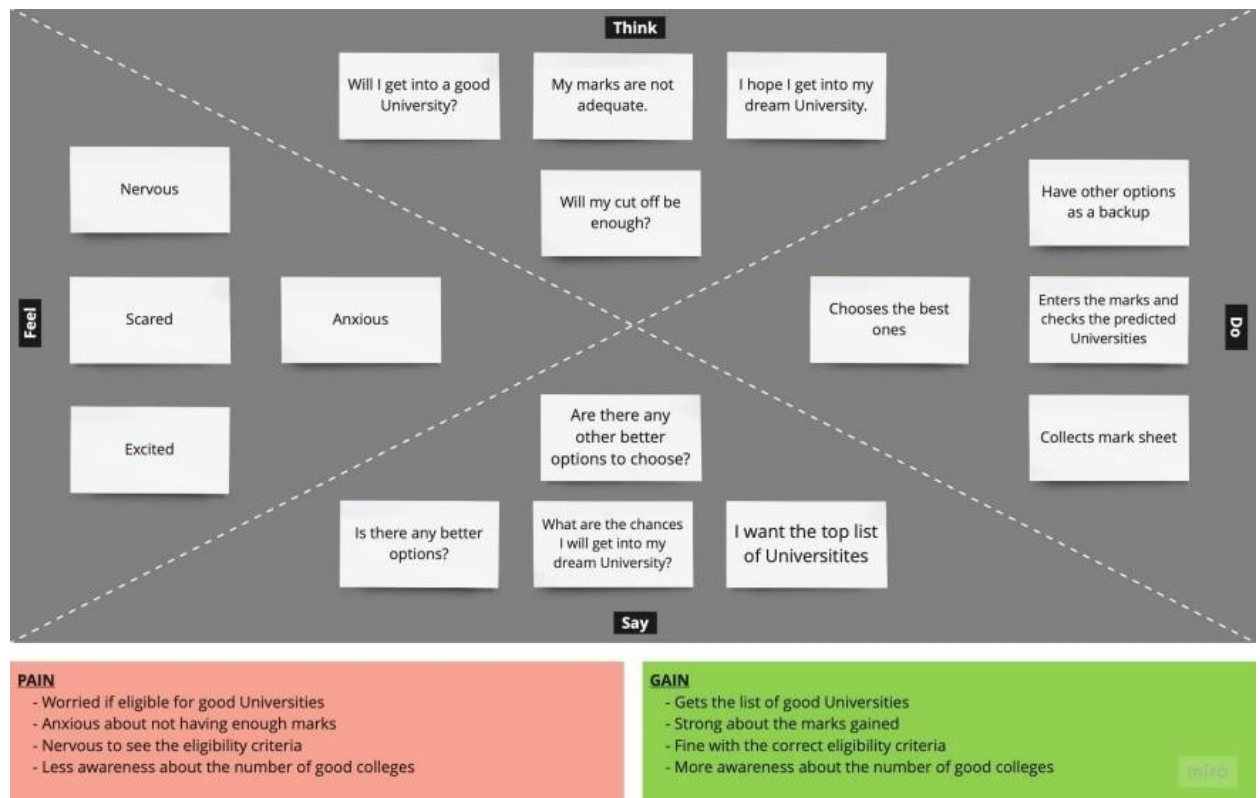 Think
Will I get into a good
University?
My marks are not
adequate.
I hope I get into my
dream University.
Will my cut off be
enough?
Nervous
Scared
Anxious
Excited
Feel
Have other options
as a backup
Chooses the best
ones
Enters the marks and
checks the predicted
Universities
Collects mark sheet
Do
Are there any
other better
options to choose?
Is there any better
options?
What are the chances
I will get into my
dream University?
I want the top list
of Universitites
Say
PAIN
- Worried if eligible for good Universities
- Anxious about not having enough marks
- Nervous to see the eligibility criteria
- Less awareness about the number of good colleges
GAIN
- Gets the list of good Universities
- Strong about the marks gained
- Fine with the correct eligibility criteria
- More awareness about the number of good colleges
miro